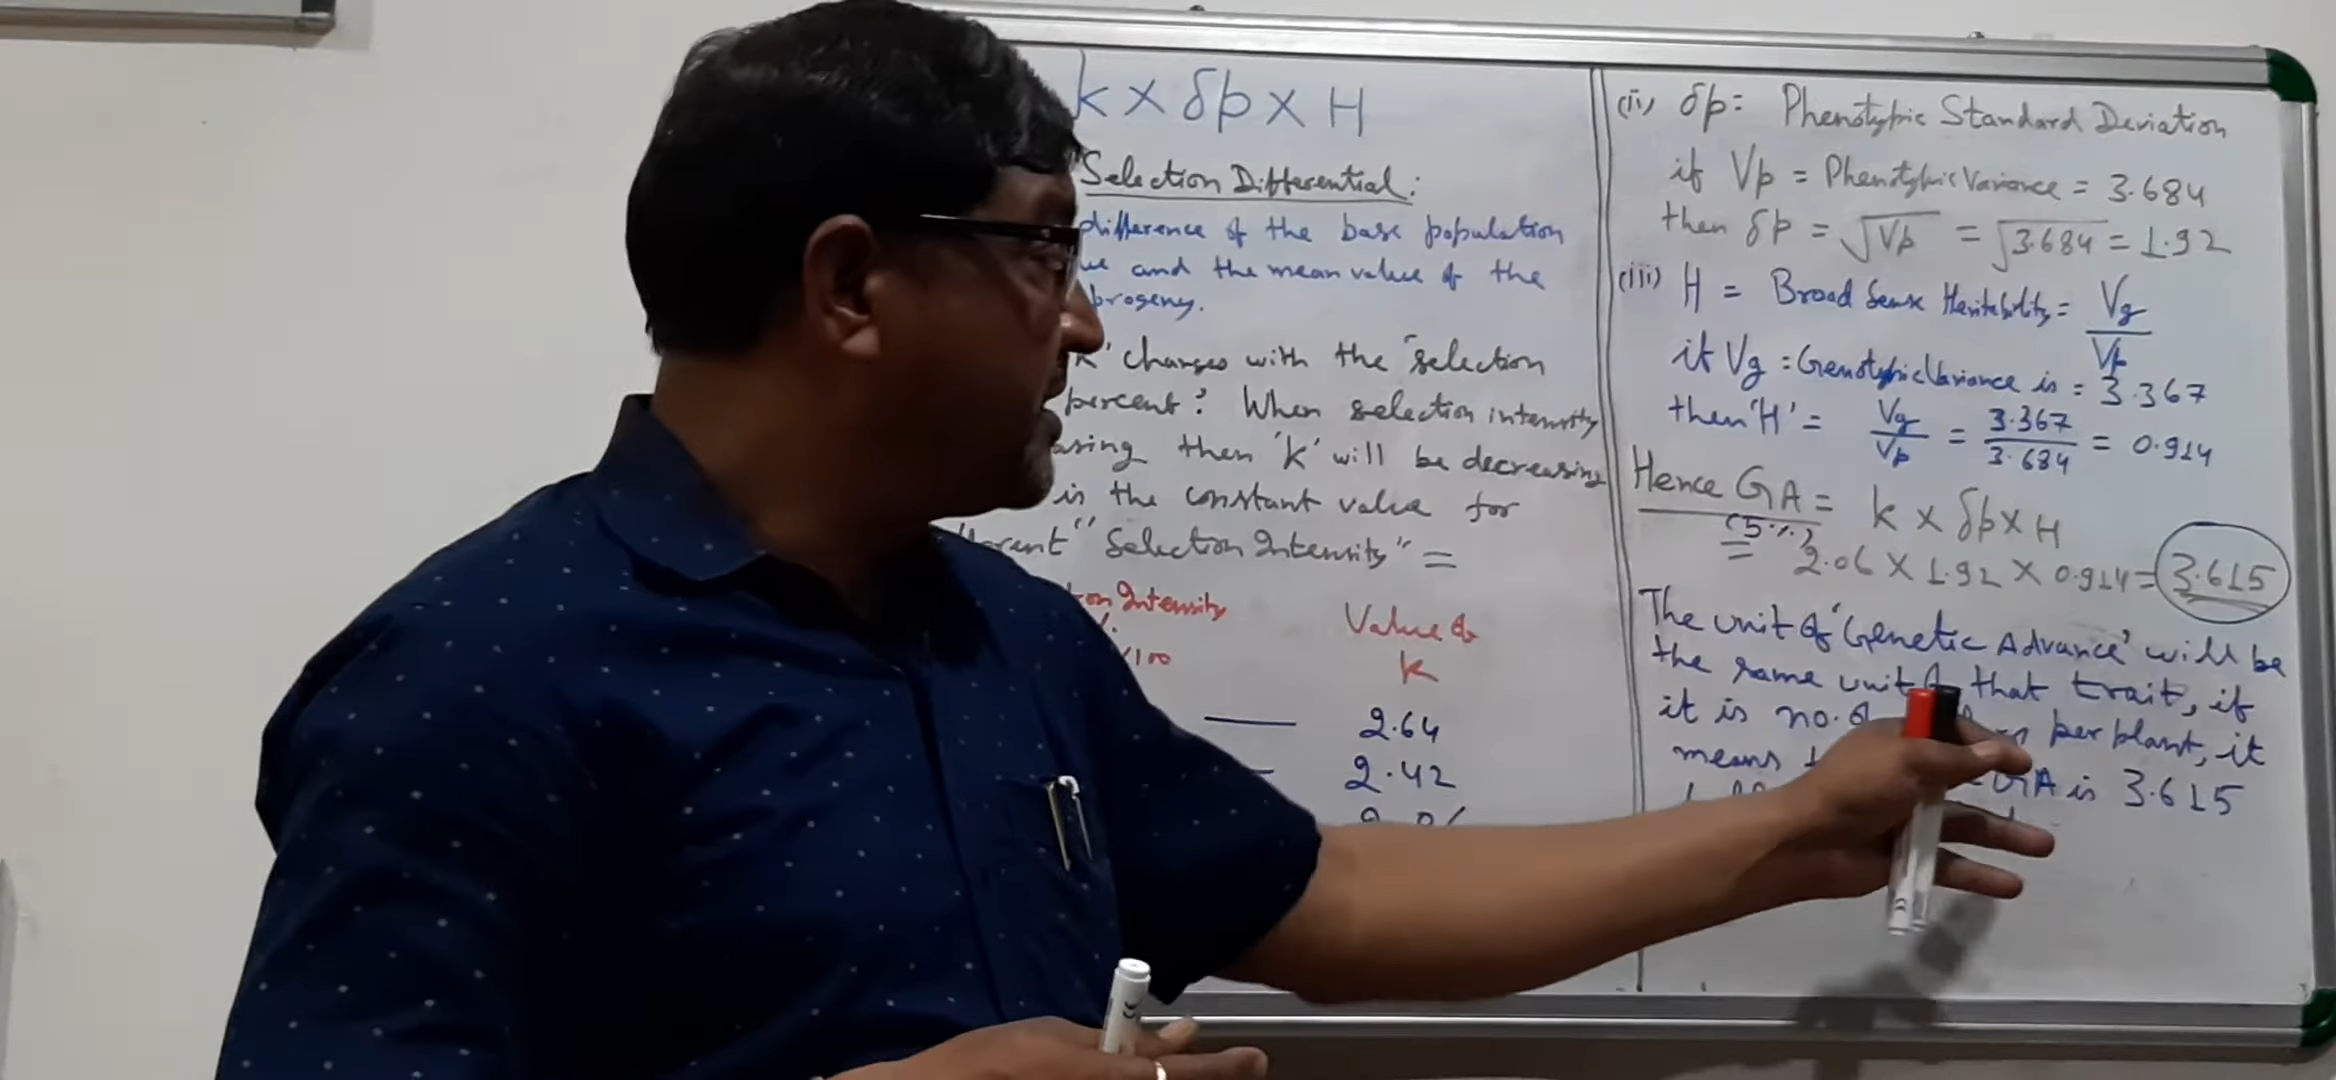 k × δp × H
Selection Differential:
difference of the base population
and the mean value of the
progeny.
'k' changes with the "selection
percent". When selection intensity
then 'k' will be decreasing
is the constant value for
"Selection Intensity" =
Intensity
Value of
/100
k
2.64
2.42
(ii) δp = Phenotypic Standard Deviation
if Vp = Phenotypic Variance = 3.684
then δp = √Vp = √3.684 = 1.92
(iii) H = Broad Sense Heritability = Vg/Vp
if Vg = Genotypic Variance is = 3.367
then 'H' = Vg/Vp = 3.367/3.684 = 0.914
Hence GA = k × δp × H
(5%)
= 2.06 × 1.92 × 0.914 = 3.615
The unit of 'Genetic Advance' will be
the same unit of that trait, if
it is no. of per plant, it
means GA is 3.615